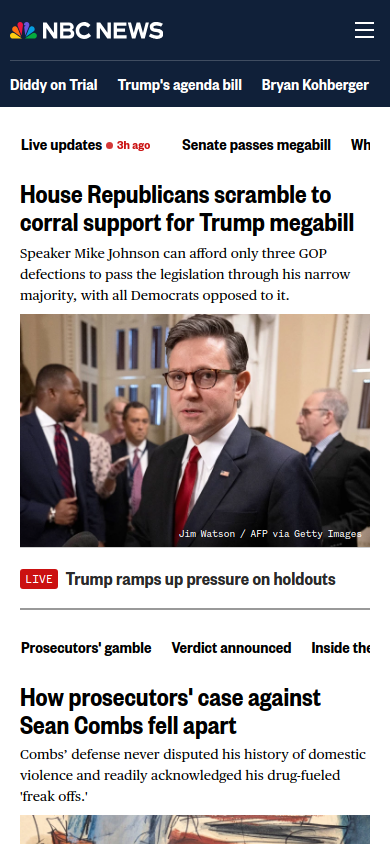 NBC NEWS
Diddy on Trial
Trump's agenda bill
Bryan Kohberger
Live updates
3h ago
Senate passes megabill
Wh
House Republicans scramble to
corral support for Trump megabill
Speaker Mike Johnson can afford only three GOP
defections to pass the legislation through his narrow
majority, with all Democrats opposed to it.
Jim Watson / AFP via Getty Images
LIVE
Trump ramps up pressure on holdouts
Prosecutors' gamble
Verdict announced
Inside the
How prosecutors' case against
Sean Combs fell apart
Combs’ defense never disputed his history of domestic
violence and readily acknowledged his drug-fueled
'freak offs.'